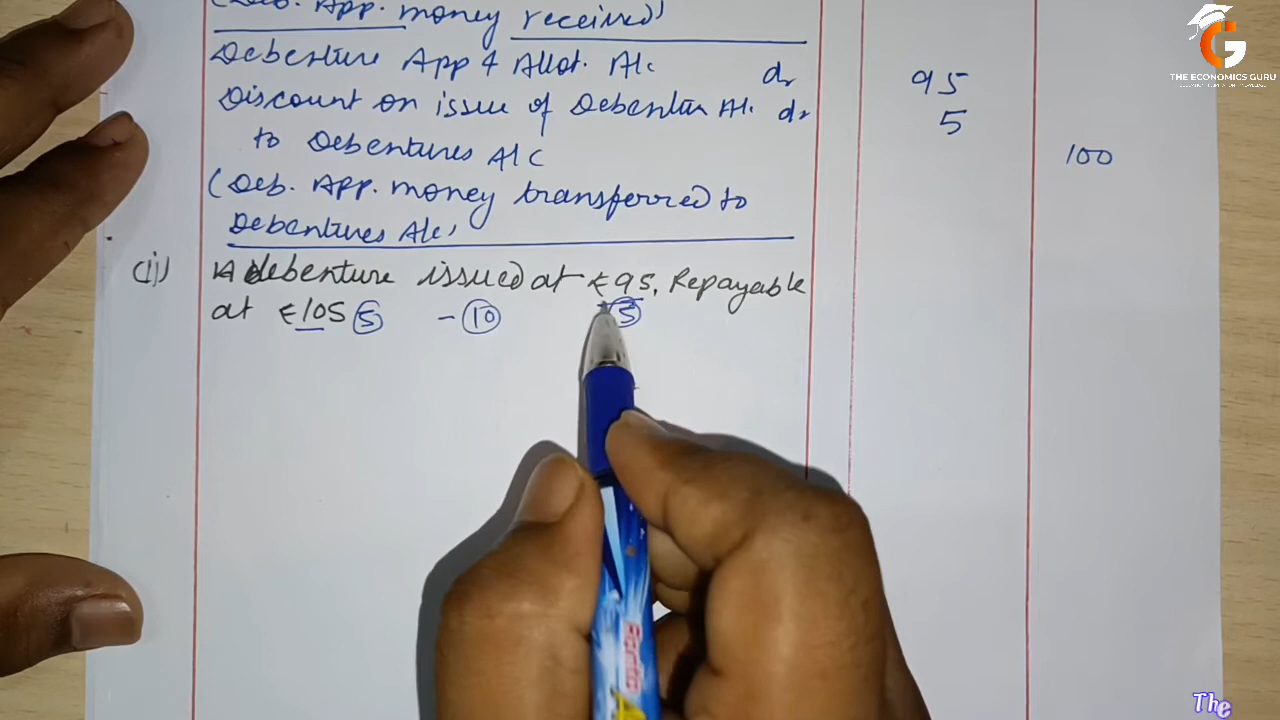 (Deb. App. money received)
Debenture App & Allot. A/c dr 95
Discount on issue of Debenture A/c. dr 5
to Debentures A/c 100
(Deb. App. money transferred to
Debentures A/c)
(ii) A debenture issued at ₹95, Repayable
at ₹105 5 - 10 5
G
THE ECONOMICS GURU
The